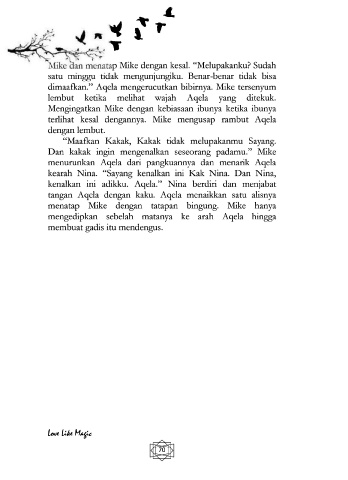 Mike dan menatap Mike dengan kesal. “Melupakanku? Sudah
satu minggu tidak mengunjungiku. Benar-benar tidak bisa
dimaafkan.” Aqela mengerucutkan bibirnya. Mike tersenyum
lembut ketika melihat wajah Aqela yang ditekuk.
Mengingatkan Mike dengan kebiasaan ibunya ketika ibunya
terlihat kesal dengannya. Mike mengusap rambut Aqela
dengan lembut.
“Maafkan Kakak, Kakak tidak melupakanmu Sayang.
Dan kakak ingin mengenalkan seseorang padamu.” Mike
menurunkan Aqela dari pangkuannya dan menarik Aqela
kearah Nina. “Sayang kenalkan ini Kak Nina. Dan Nina,
kenalkan ini adikku. Aqela.” Nina berdiri dan menjabat
tangan Aqela dengan kaku. Aqela menaikkan satu alisnya
menatap Mike dengan tatapan bingung. Mike hanya
mengedipkan sebelah matanya ke arah Aqela hingga
membuat gadis itu mendengus.
Love Like Magic
70